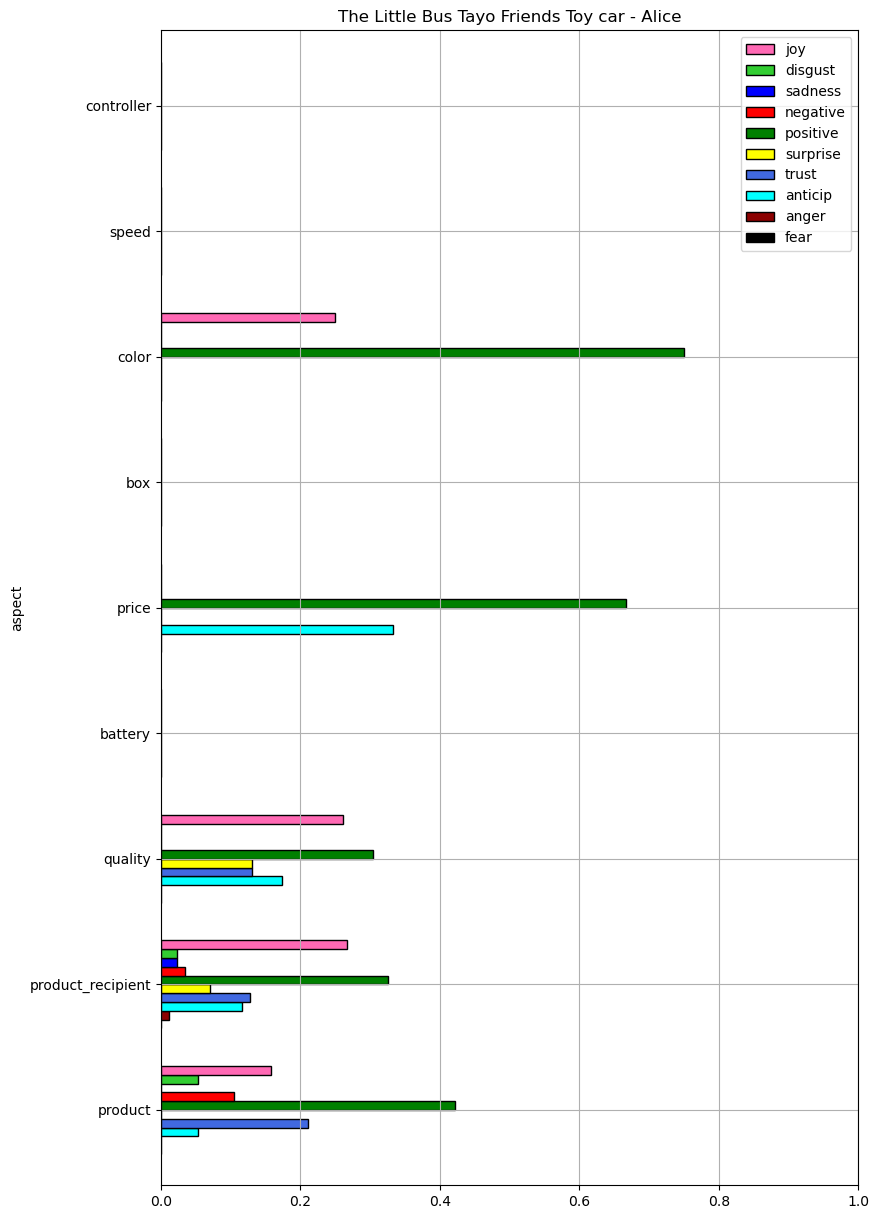 The Little Bus Tayo Friends Toy car - Alice
joy
disgust
sadness
negative
positive
surprise
trust
anticip
anger
fear
controller
speed
color
box
price
battery
quality
product_recipient
product
aspect
0.0 0.2 0.4 0.6 0.8 1.0